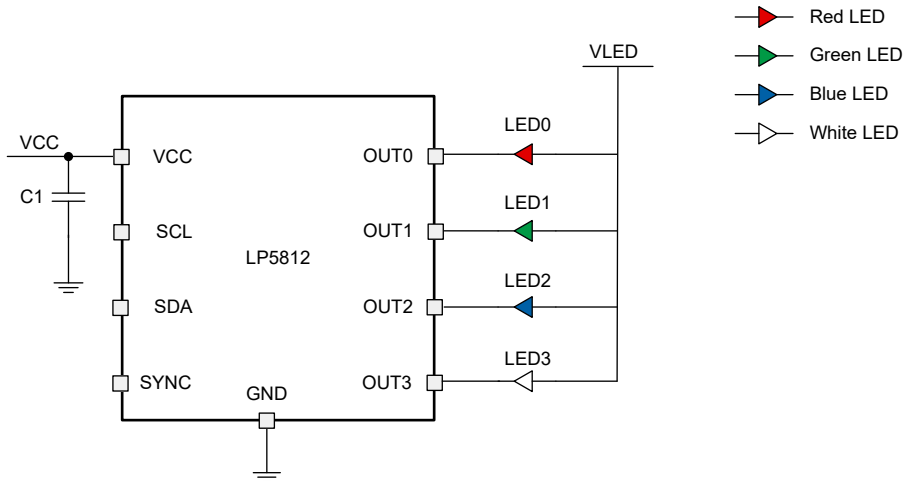 Red LED
Green LED
Blue LED
White LED
VLED
VCC
C1
VCC
SCL
SDA
SYNC
LP5812
GND
OUT0
OUT1
OUT2
OUT3
LED0
LED1
LED2
LED3